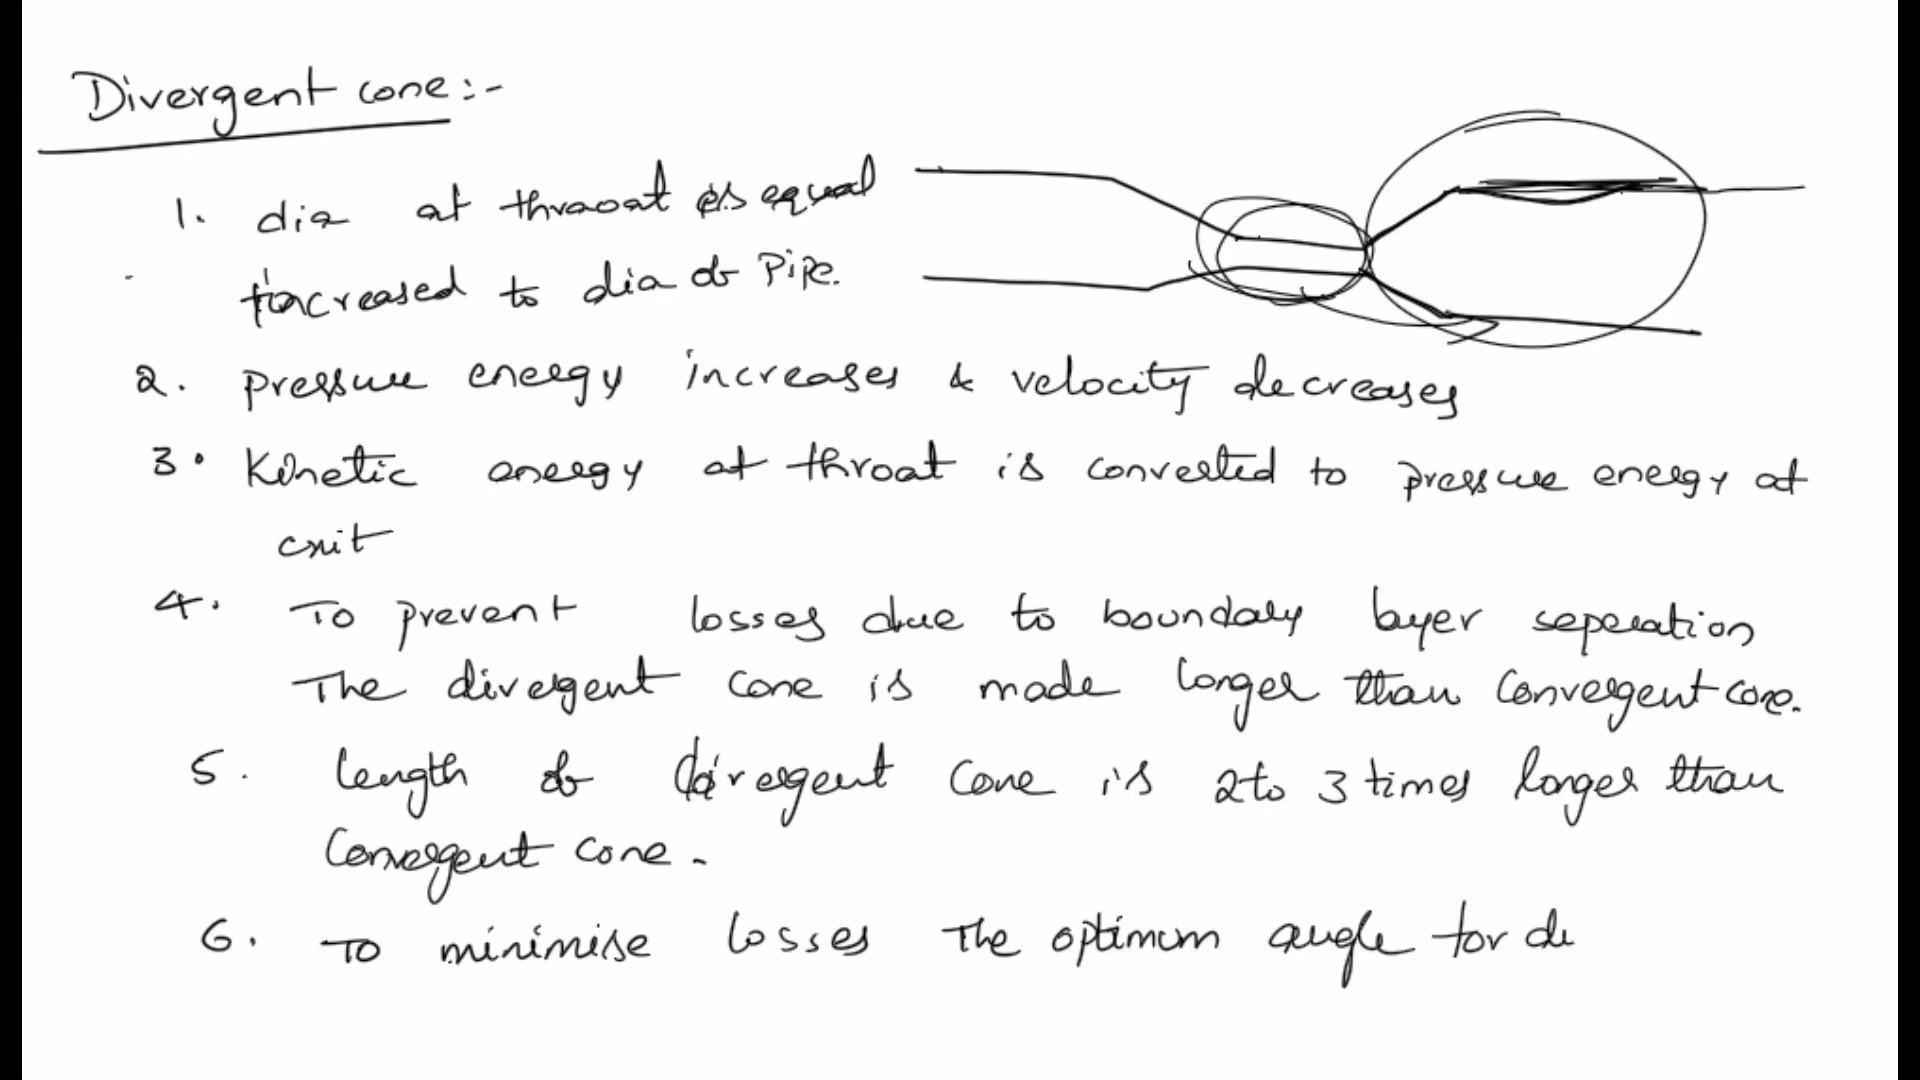 Divergent cone:-
1. dia at thraoat is equal
increased to dia of Pipe.
2. pressure energy increases & velocity decreases
3. Kinetic energy at throat is converted to pressure energy at
exit
4. To prevent losses due to boundary layer seperation
The divergent cone is made longer than convergent cone.
5. length of divergent cone is 2 to 3 times longer than
Convergent cone.
6. To minimise losses The optimum angle for di